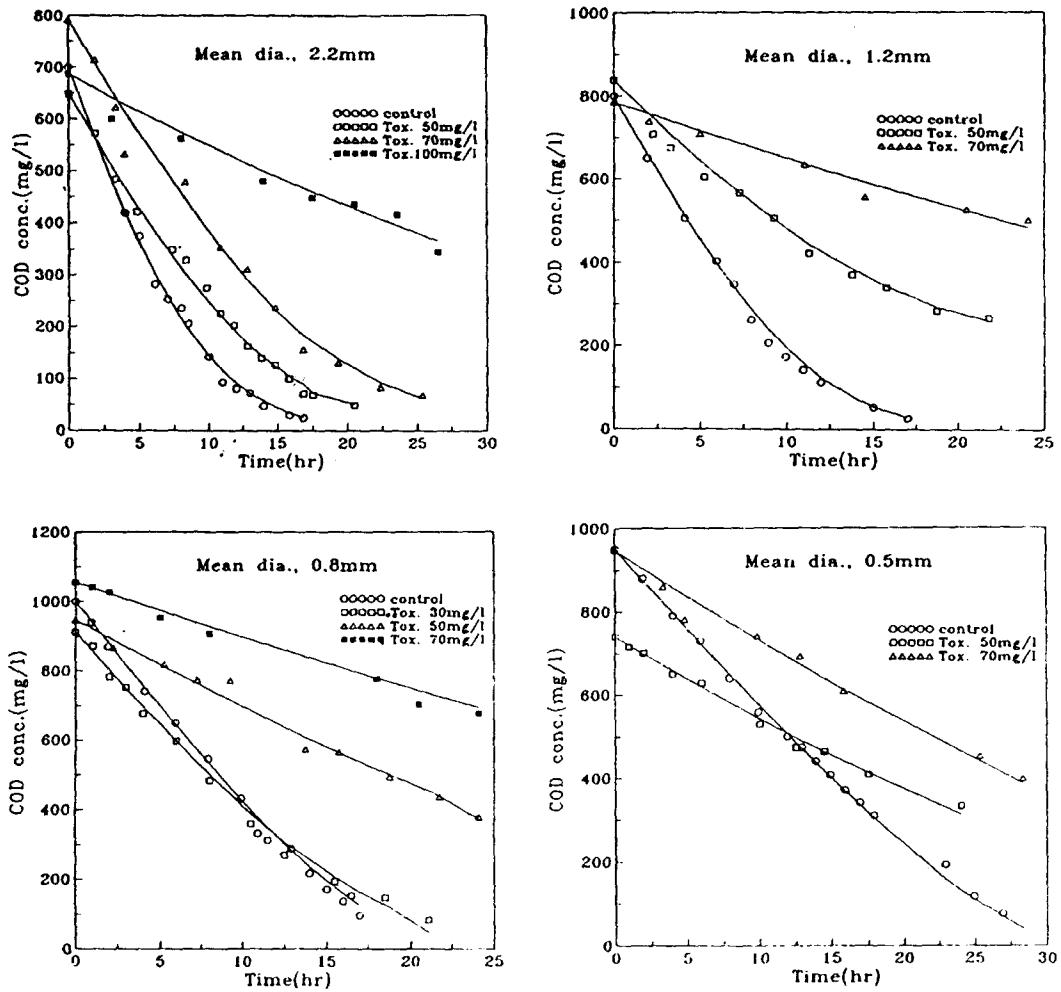 Mean dia., 2.2mm
control
Tox. 50mg/l
Tox. 70mg/l
Tox.100mg/l
COD conc.(mg/l)
800
700
600
500
400
300
200
100
0
0
5
10
15
20
25
30
Time(hr)
Mean dia., 1.2mm
control
Tox. 50mg/l
Tox. 70mg/l
COD conc.(mg/l)
1000
800
600
400
200
0
0
5
10
15
20
25
Time(hr)
Mean dia., 0.8mm
control
Tox. 30mg/l
Tox. 50mg/l
Tox. 70mg/l
COD conc.(mg/l)
1200
1000
800
600
400
200
0
0
5
10
15
20
25
Time(hr)
Mean dia., 0.5mm
control
Tox. 50mg/l
Tox. 70mg/l
COD conc.(mg/l)
1000
800
600
400
200
0
0
5
10
15
20
25
30
Time(hr)